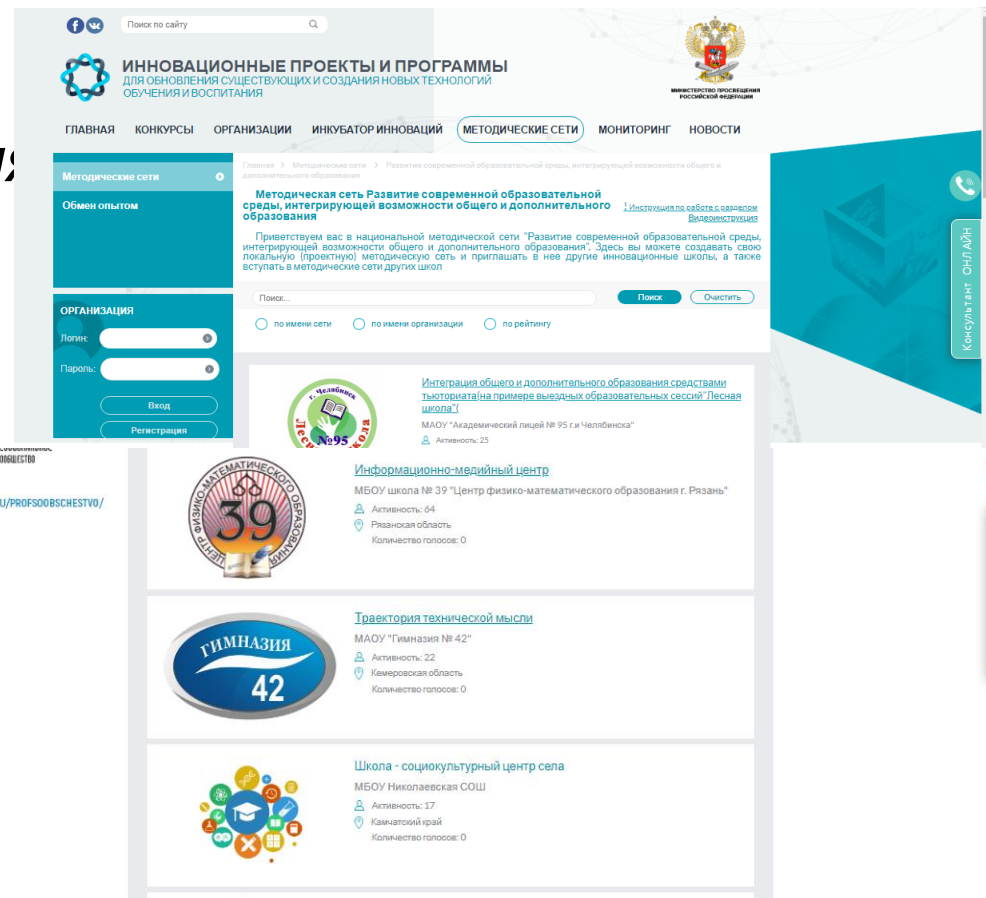 Поиск по сайту
ИННОВАЦИОННЫЕ ПРОЕКТЫ И ПРОГРАММЫ
ДЛЯ ОБНОВЛЕНИЯ СУЩЕСТВУЮЩИХ И СОЗДАНИЯ НОВЫХ ТЕХНОЛОГИЙ
ОБУЧЕНИЯ И ВОСПИТАНИЯ
МИНИСТЕРСТВО ПРОСВЕЩЕНИЯ
РОССИЙСКОЙ ФЕДЕРАЦИИ
ГЛАВНАЯ КОНКУРСЫ ОРГАНИЗАЦИИ ИНКУБАТОР ИННОВАЦИЙ МЕТОДИЧЕСКИЕ СЕТИ МОНИТОРИНГ НОВОСТИ
Методические сети
Обмен опытом
Главная > Методические сети > Развитие современной образовательной среды, интегрирующей возможности общего и
дополнительного образования
Методическая сеть Развитие современной образовательной
среды, интегрирующей возможности общего и дополнительного
образования
Инструкция по работе с разделом
Видеоинструкция
Приветствуем вас в национальной методической сети "Развитие современной образовательной среды,
интегрирующей возможности общего и дополнительного образования". Здесь вы можете создавать свою
локальную (проектную) методическую сеть и приглашать в нее другие инновационные школы, а также
вступать в методические сети других школ
Поиск... Поиск Очистить
по имени сети по имени организации по рейтингу
ОРГАНИЗАЦИЯ
Логин:
Пароль:
Вход
Регистрация
Консультант ОНЛАЙН
г. Челябинск
Лесная школа
№95
Интеграция общего и дополнительного образования средствами
тьюториата(на примере выездных образовательных сессий"Лесная
школа"(
МАОУ "Академический лицей № 95 г.и Челябинска"
Активность: 25
U/PROFSOOBSCHESTVO/
ЦЕНТР ФИЗИКО-МАТЕМАТИЧЕСКОГО ОБРАЗОВАНИЯ
39
Информационно-медийный центр
МБОУ школа № 39 "Центр физико-математического образования г. Рязань"
Активность: 64
Рязанская область
Количество голосов: 0
ГИМНАЗИЯ
42
Траектория технической мысли
МАОУ "Гимназия № 42"
Активность: 22
Кемеровская область
Количество голосов: 0
Школа - социокультурный центр села
МБОУ Николаевская СОШ
Активность: 17
Камчатский край
Количество голосов: 0